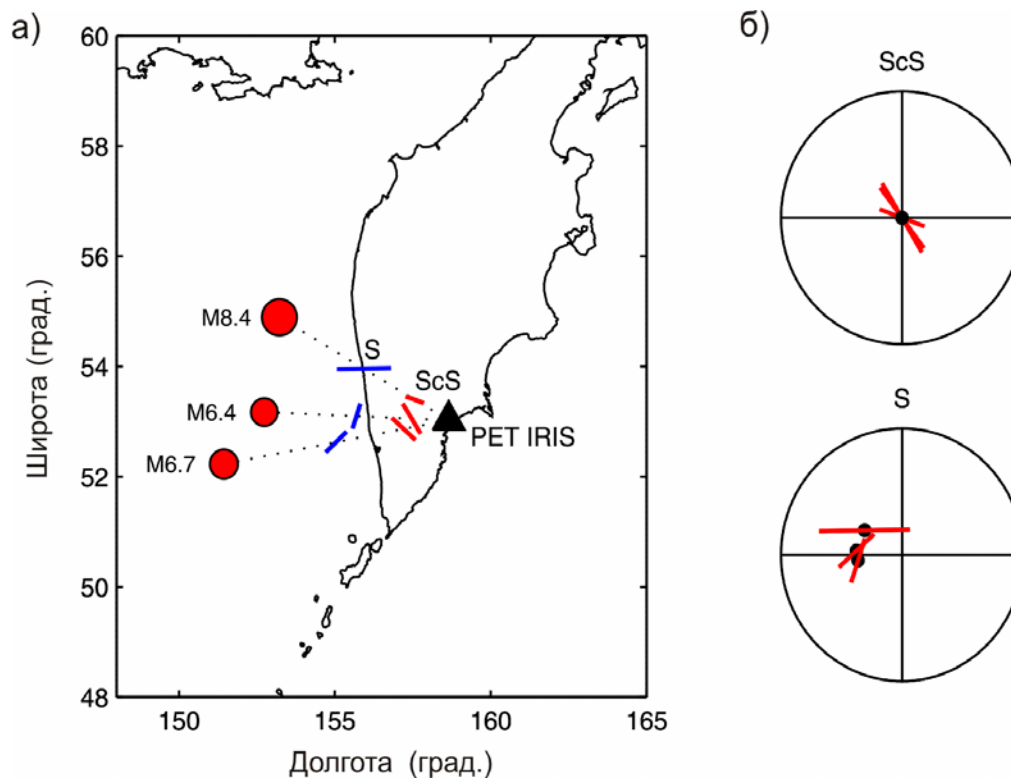 а)
60
58
56
54
52
50
48
Широта (град.)
M8.4
S
ScS
M6.4
PET IRIS
M6.7
150
155
160
165
Долгота (град.)
б)
ScS
S